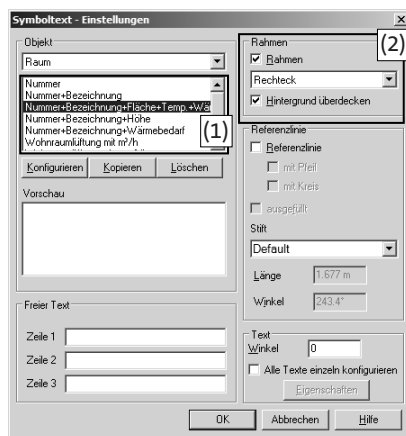 Symboltext - Einstellungen
Objekt
Raum
Nummer
Nummer+Bezeichnung
Nummer+Bezeichnung+Fläche+Temp.+Wär
Nummer+Bezeichnung+Höhe
Nummer+Bezeichnung+Wärmebedarf
Wohnraumlüftung mit m³/h
(1)
Konfigurieren
Kopieren
Löschen
Vorschau
Freier Text
Zeile 1
Zeile 2
Zeile 3
Rahmen
(2)
Rahmen
Rechteck
Hintergrund überdecken
Referenzlinie
Referenzlinie
mit Pfeil
mit Kreis
ausgefüllt
Stift
Default
Länge 1.677 m
Winkel 243.4°
Text
Winkel 0
Alle Texte einzeln konfigurieren
Eigenschaften
OK
Abbrechen
Hilfe